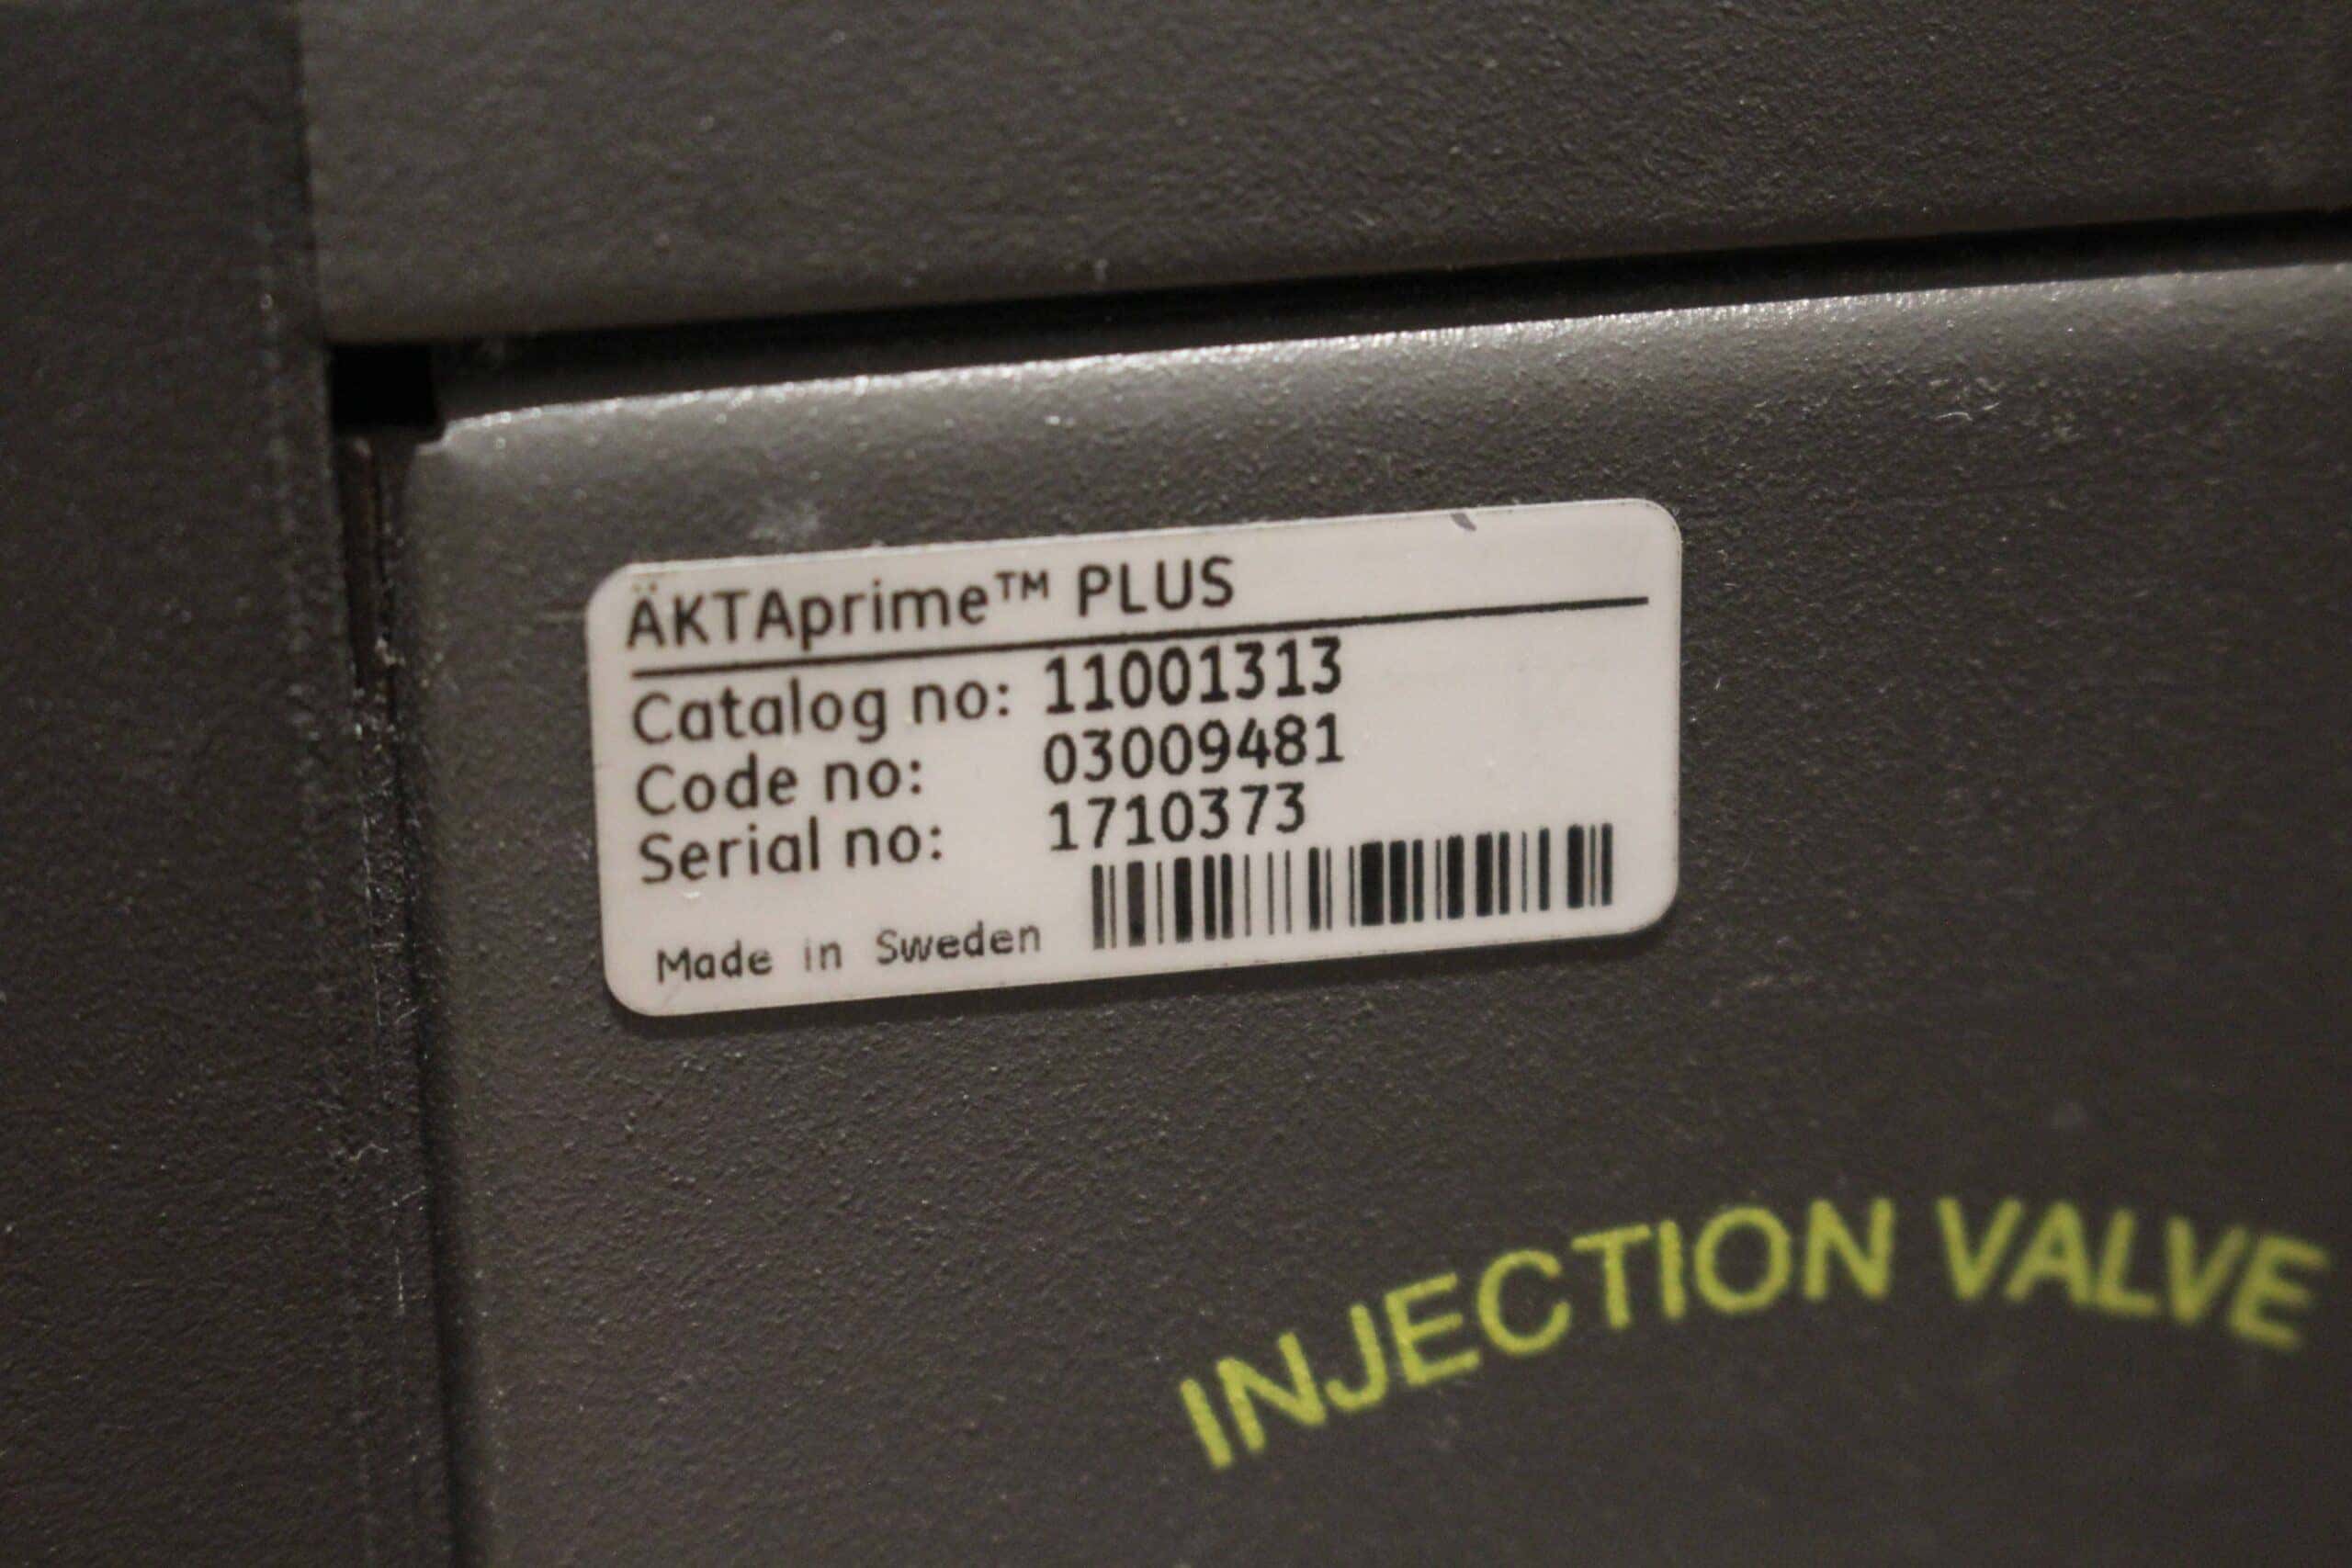 ÄKTAprime™ PLUS
Catalog no: 11001313
Code no: 03009481
Serial no: 1710373
Made in Sweden
INJECTION VALVE